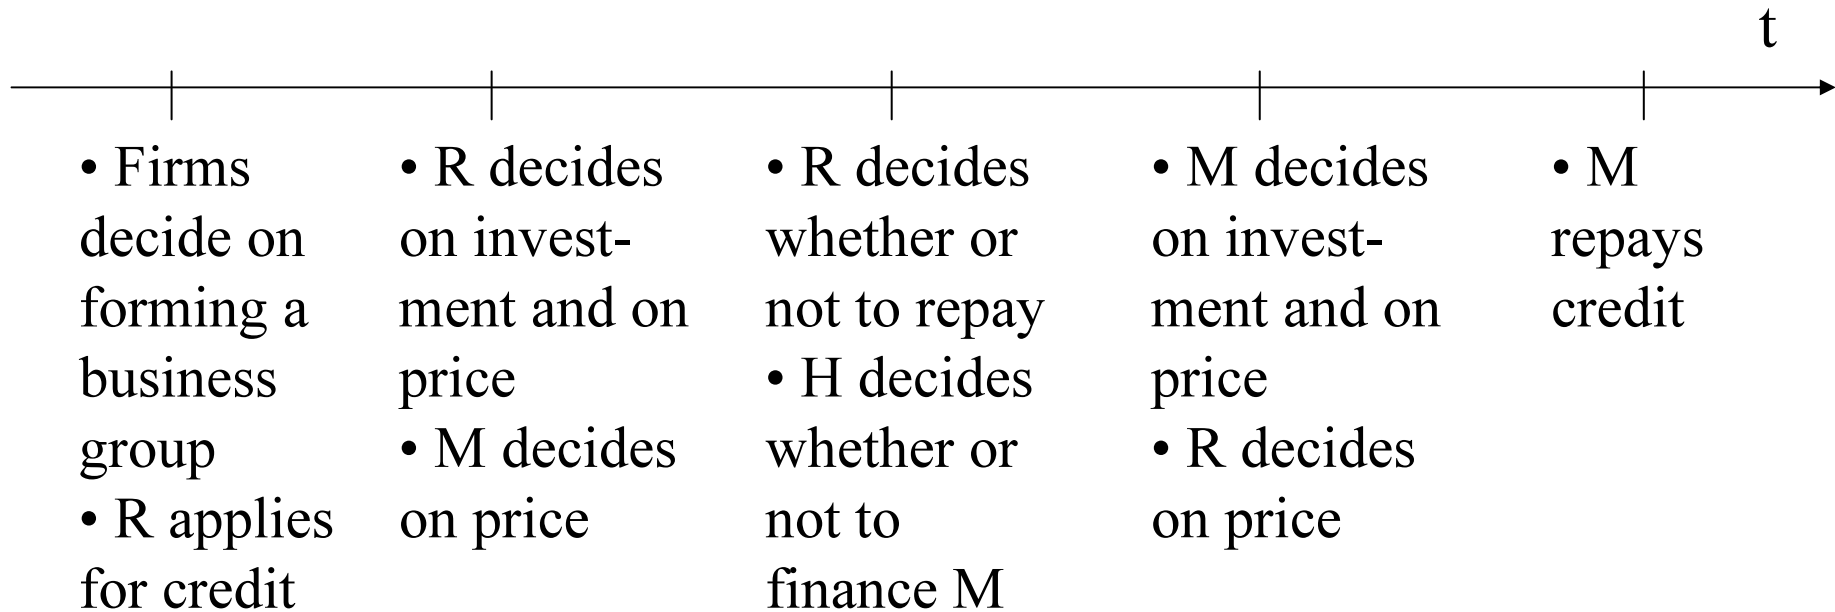 t
• Firms
decide on
forming a
business
group
• R applies
for credit
• R decides
on invest-
ment and on
price
• M decides
on price
• R decides
whether or
not to repay
• H decides
whether or
not to
finance M
• M decides
on invest-
ment and on
price
• R decides
on price
• M
repays
credit